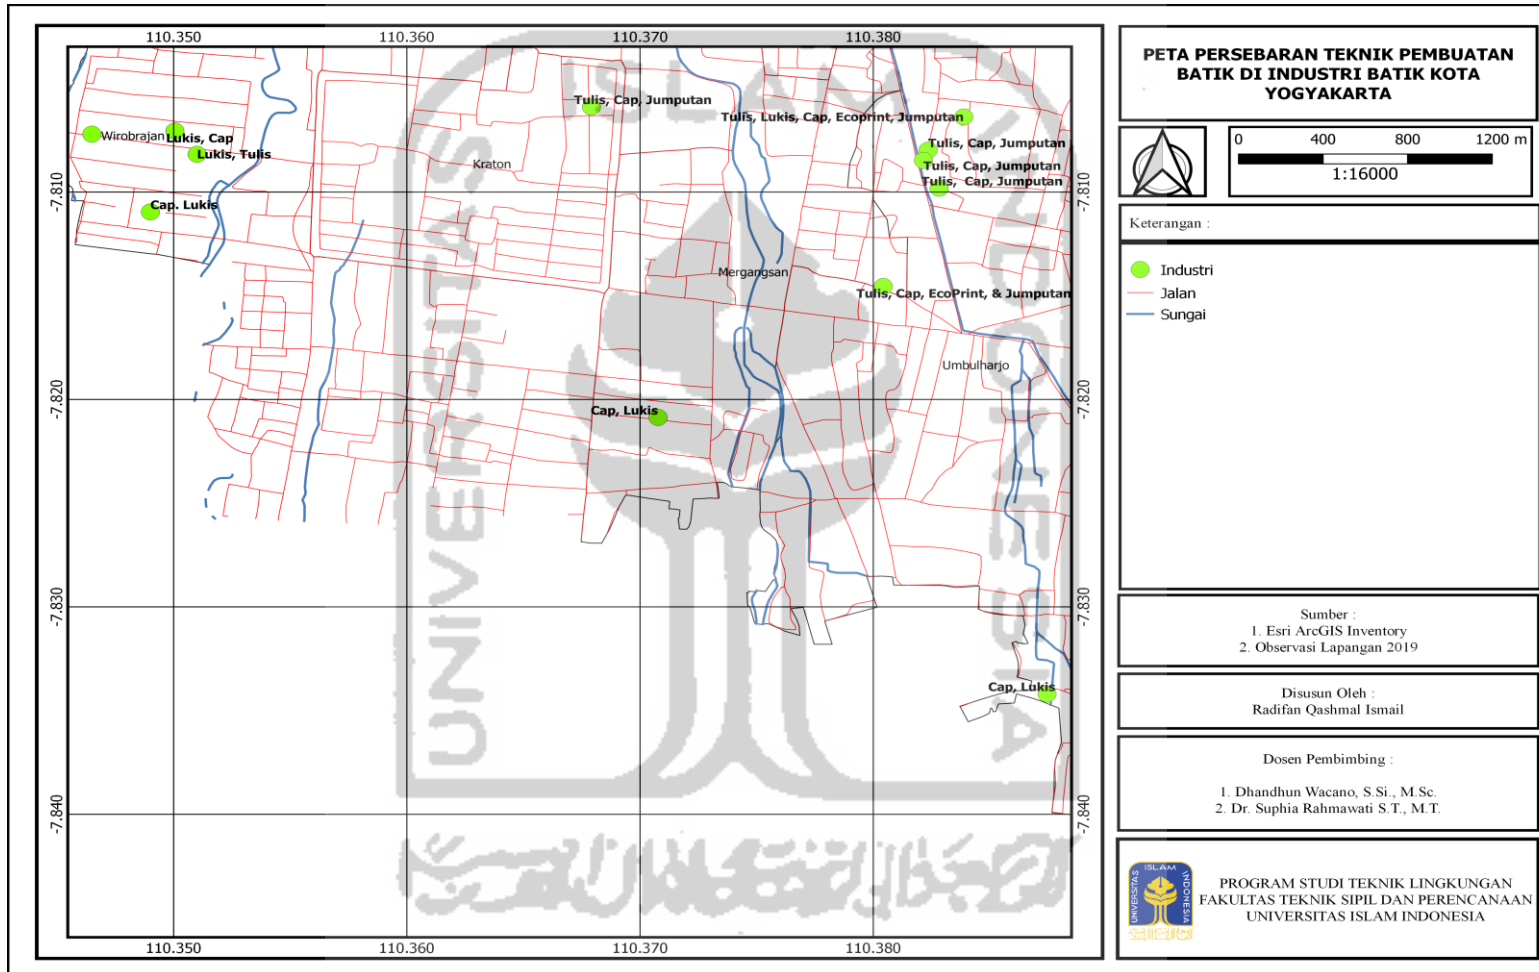 110.350
110.360
110.370
110.380
Tulis, Cap, Jumputan
Tulis, Lukis, Cap, Ecoprint, Jumputan
Wirobrajan
Lukis, Cap
Lukis, Tulis
Kraton
Tulis, Cap, Jumputan
Tulis, Cap, Jumputan
Tulis, Cap, Jumputan
-7.810
-7.810
Cap. Lukis
Mergangsan
Tulis, Cap, EcoPrint, & Jumputan
Umbulharjo
-7.820
-7.820
Cap, Lukis
-7.830
-7.830
Cap, Lukis
-7.840
-7.840
110.350
110.360
110.370
110.380
UNIVERSITAS
ISLAM
INDONESIA
PETA PERSEBARAN TEKNIK PEMBUATAN
BATIK DI INDUSTRI BATIK KOTA
YOGYAKARTA
0 400 800 1200 m
1:16000
Keterangan :
Industri
Jalan
Sungai
Sumber :
1. Esri ArcGIS Inventory
2. Observasi Lapangan 2019
Disusun Oleh :
Radifan Qashmal Ismail
Dosen Pembimbing :
1. Dhandhun Wacano, S.Si., M.Sc.
2. Dr. Suphia Rahmawati S.T., M.T.
UNIVERSITAS
ISLAM
INDONESIA
PROGRAM STUDI TEKNIK LINGKUNGAN
FAKULTAS TEKNIK SIPIL DAN PERENCANAAN
UNIVERSITAS ISLAM INDONESIA